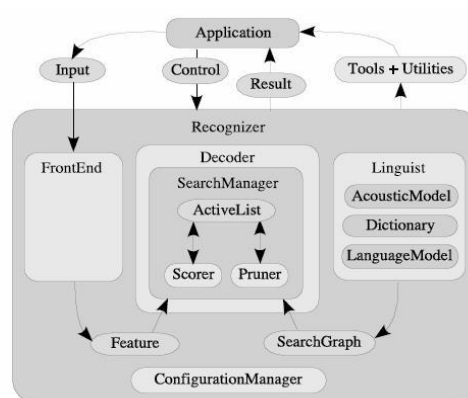 Application
Input
Control
Result
Tools + Utilities
Recognizer
FrontEnd
Decoder
SearchManager
ActiveList
Scorer
Pruner
Linguist
AcousticModel
Dictionary
LanguageModel
Feature
SearchGraph
ConfigurationManager